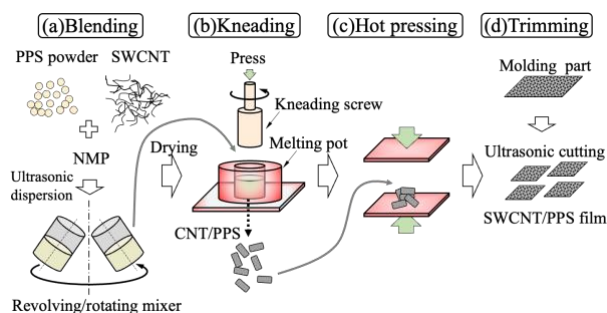 (a)Blending
PPS powder
SWCNT
NMP
Ultrasonic
dispersion
Revolving/rotating mixer
Drying
(b)Kneading
Press
Kneading screw
Melting pot
CNT/PPS
(c)Hot pressing
(d)Trimming
Molding part
Ultrasonic cutting
SWCNT/PPS film